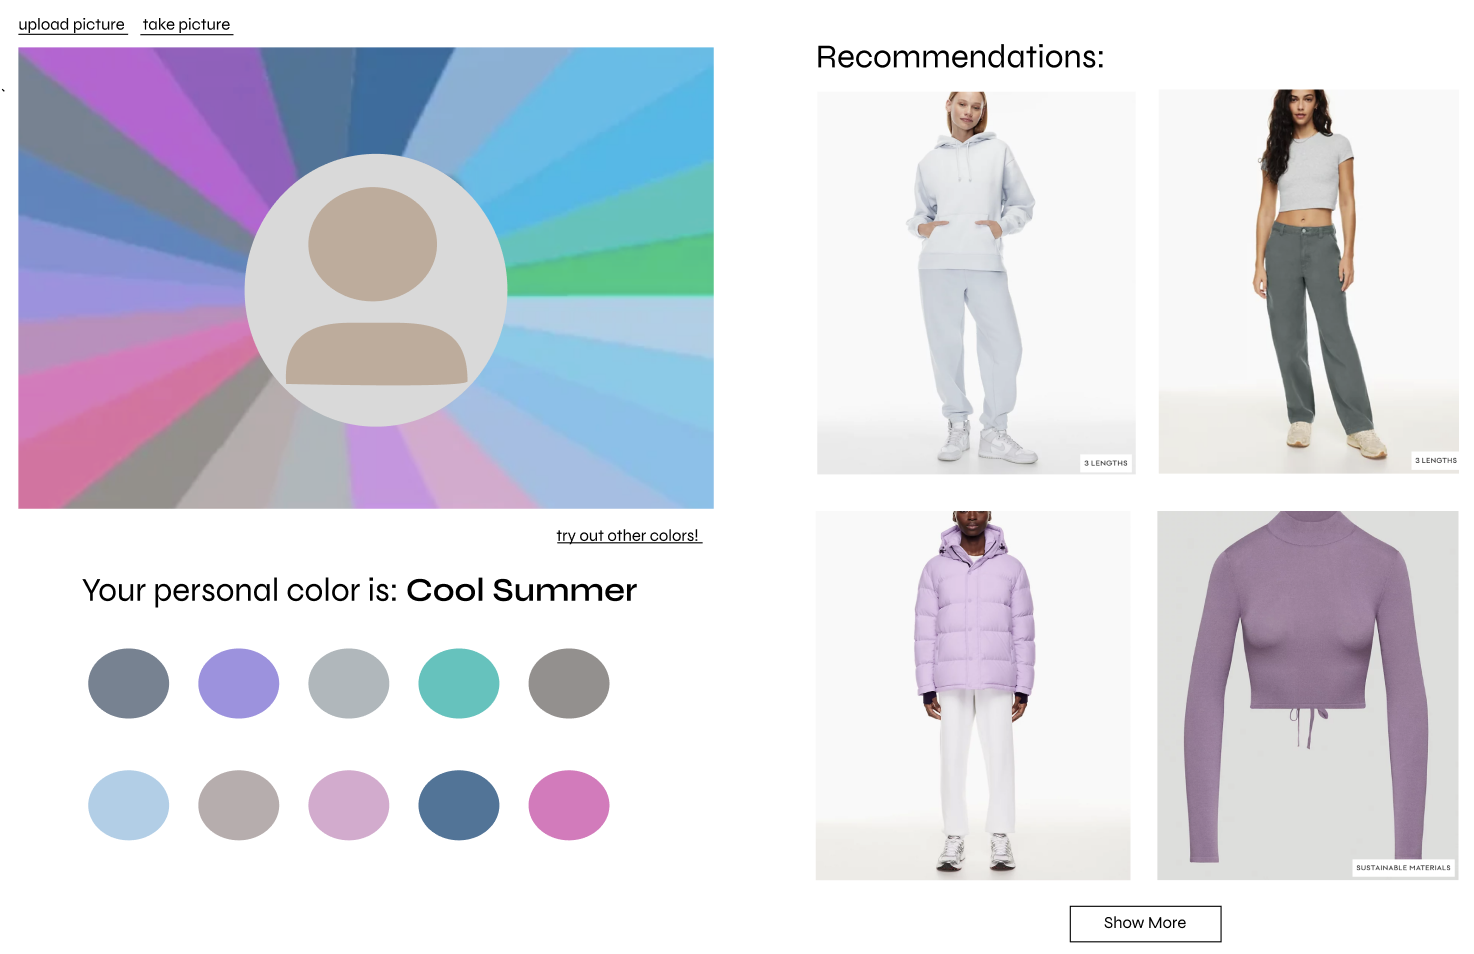 upload picture
take picture
Recommendations:
3 LENGTHS
3 LENGTHS
try out other colors!
Your personal color is: Cool Summer
SUSTAINABLE MATERIALS
Show More